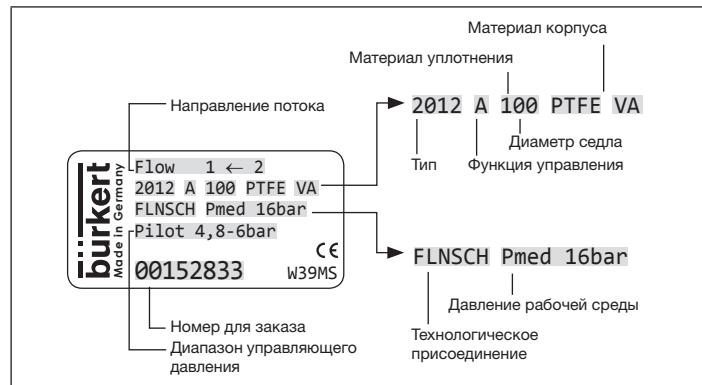 Материал корпуса
Материал уплотнения
Направление потока
2012 A 100 PTFE VA
Диаметр седла
Тип
Функция управления
burkert
Made in Germany
Flow 1 ← 2
2012 A 100 PTFE VA
FLNSCH Pmed 16bar
Pilot 4,8-6bar
CE
00152833
W39MS
FLNSCH Pmed 16bar
Давление рабочей среды
Технологическое
присоединение
Номер для заказа
Диапазон управляющего
давления